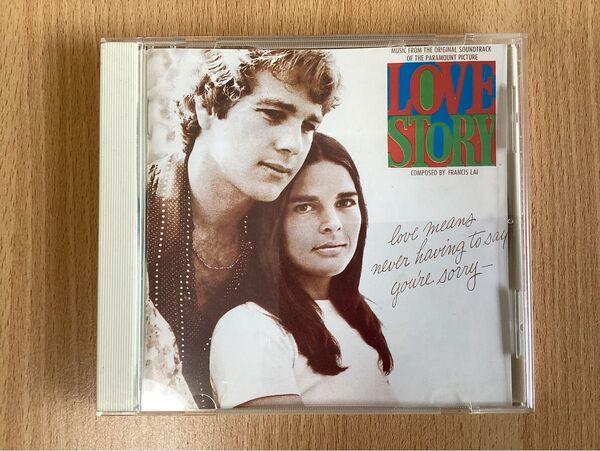 MUSIC FROM THE ORIGINAL SOUNDTRACK
OF THE PARAMOUNT PICTURE
LOVE
STORY
COMPOSED BY FRANCIS LAI
love means
never having to say
you're sorry—